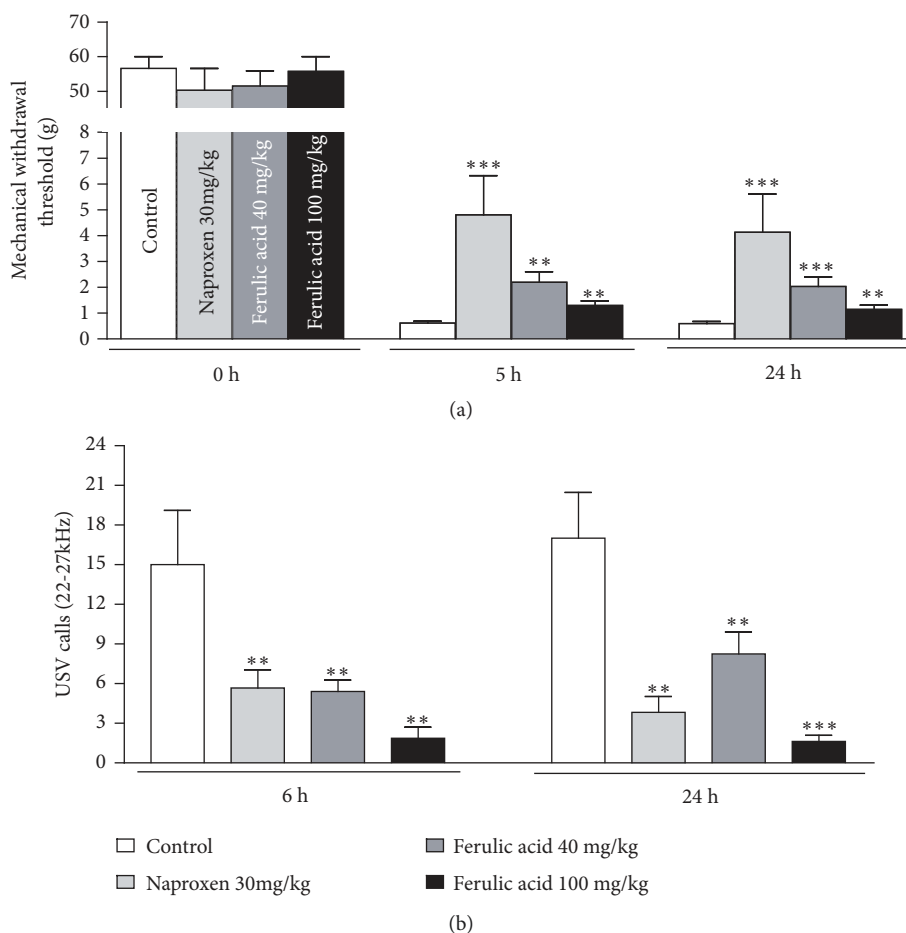 60
50
8
7
6
5
4
3
2
1
0
Mechanical withdrawal
threshold (g)
Control
Naproxen 30mg/kg
Ferulic acid 40 mg/kg
Ferulic acid 100 mg/kg
***
**
**
***
***
**
0 h
5 h
24 h
(a)
24
21
18
15
12
9
6
3
0
USV calls (22-27kHz)
**
**
**
**
**
***
6 h
24 h
Control
Ferulic acid 40 mg/kg
Naproxen 30mg/kg
Ferulic acid 100 mg/kg
(b)